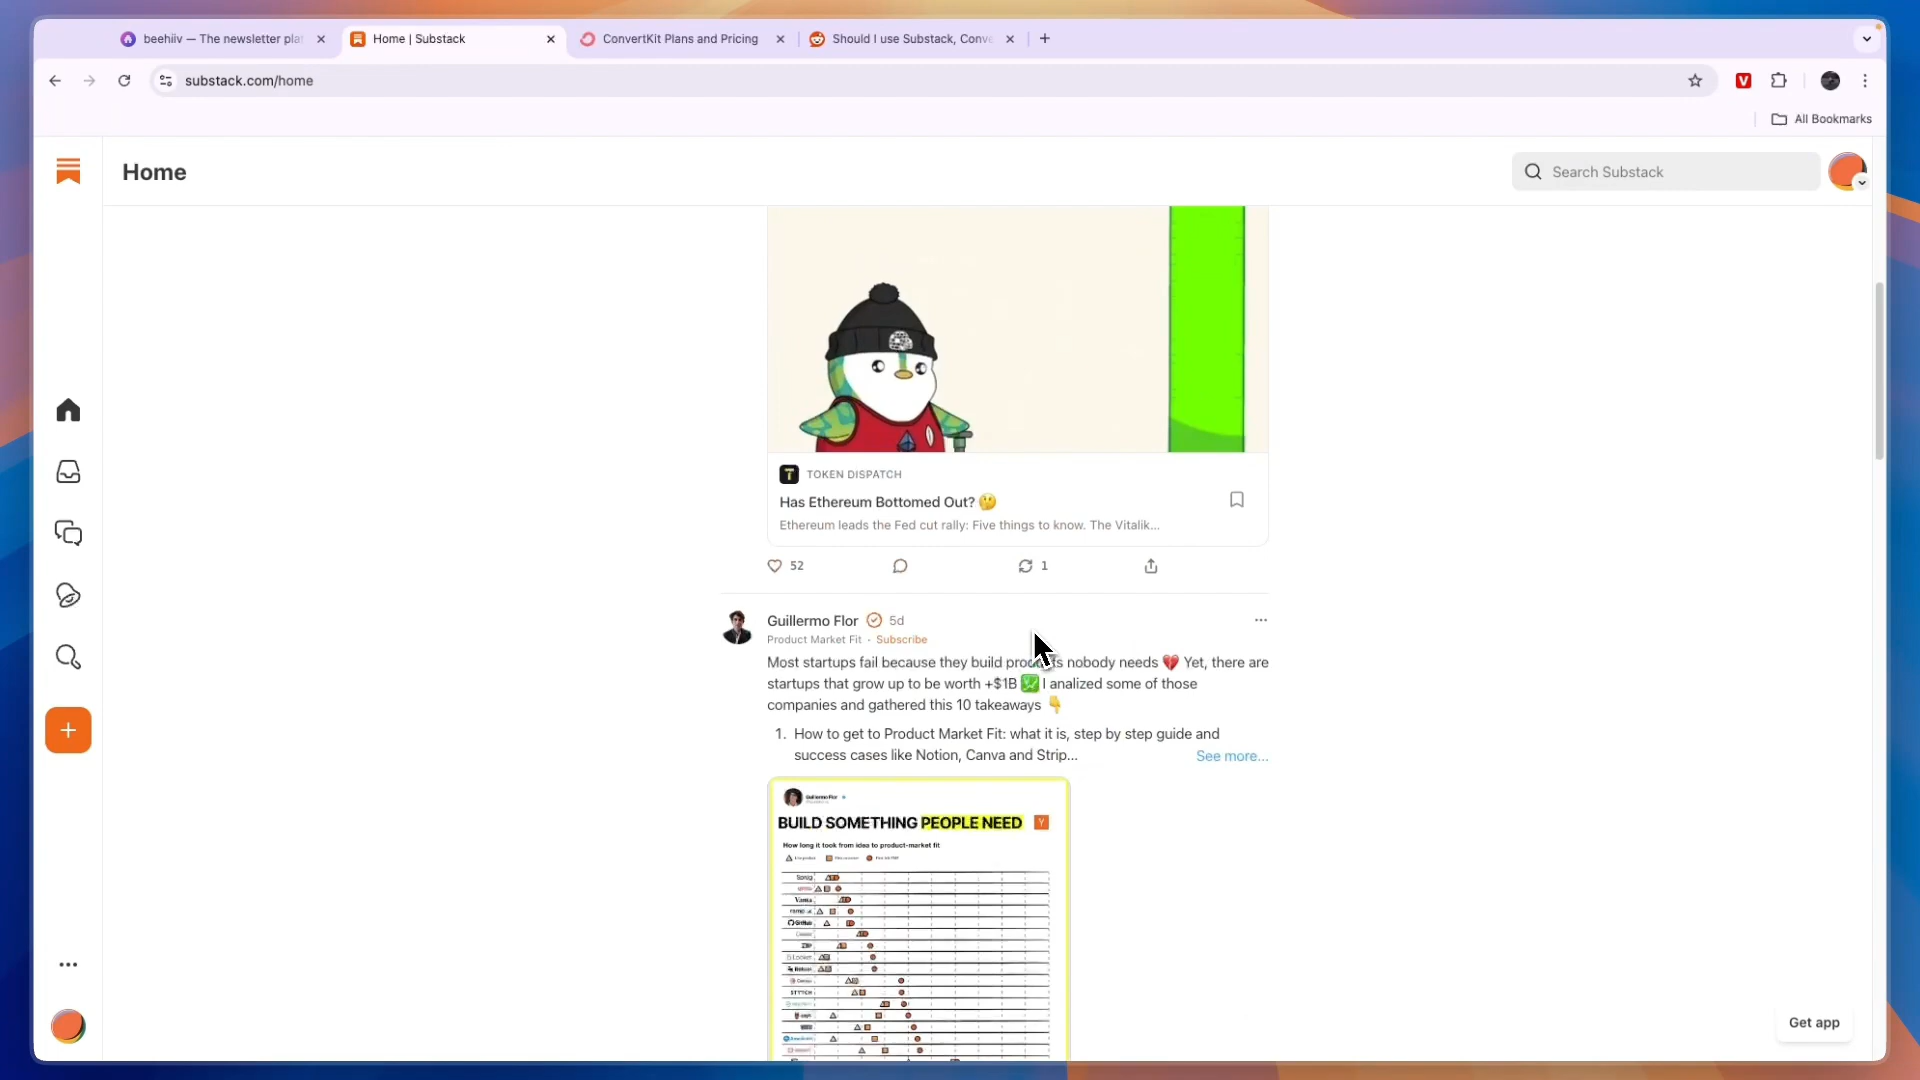 beehiiv — The newsletter pla
Home | Substack
ConvertKit Plans and Pricing
Should I use Substack, Conve
substack.com/home
All Bookmarks
Home
Search Substack
TOKEN DISPATCH
Has Ethereum Bottomed Out? 🤔
Ethereum leads the Fed cut rally: Five things to know. The Vitalik...
52
1
Guillermo Flor 5d
Product Market Fit · Subscribe
Most startups fail because they build products nobody needs 💔 Yet, there are
startups that grow up to be worth +$1B 💹 I analized some of those
companies and gathered this 10 takeaways 👇
1. How to get to Product Market Fit: what it is, step by step guide and
success cases like Notion, Canva and Strip...
See more...
Guillermo Flor
BUILD SOMETHING PEOPLE NEED Y
How long it took from idea to product-market fit
Vanta
GitHub
Looker
Get app